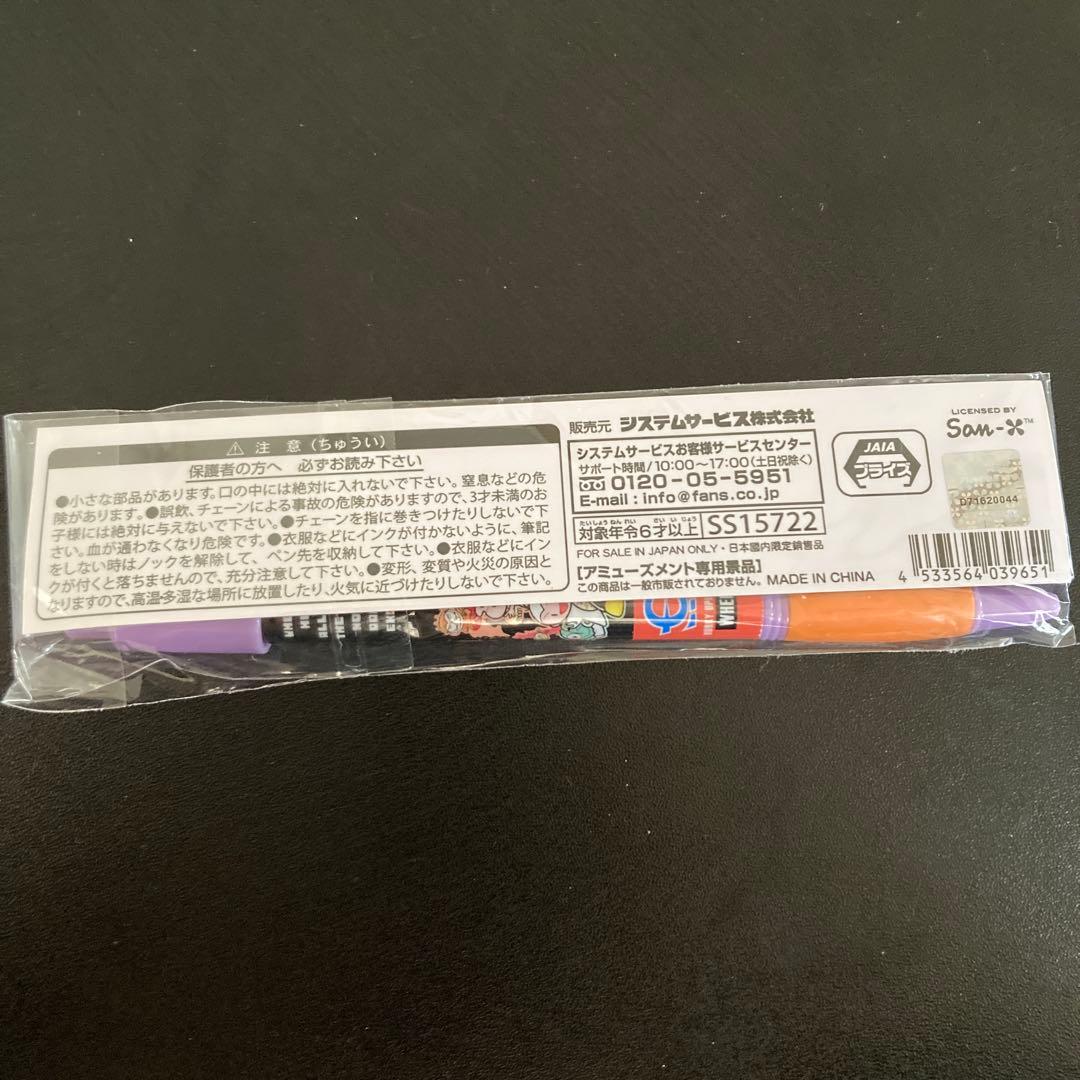 ⚠ 注 意 (ちゅうい)
保護者の方へ 必ずお読み下さい
●小さな部品があります。口の中には絶対に入れないで下さい。窒息などの危
険があります。●誤飲、チェーンによる事故の危険がありますので、3才未満のお
子様には絶対に与えないで下さい。●チェーンを指に巻きつけたりしないで下
さい。血が通わなくなり危険です。●衣服などにインクが付かないように、筆記
をしない時はノックを解除して、ペン先を収納して下さい。●衣服などにイン
クが付くと落ちませんので、充分注意して下さい。●変形、変質や火災の原因と
なりますので、高温・多湿な場所に放置したり、火気に近づけたりしないで下さい。
販売元 システムサービス株式会社
システムサービスお客様サービスセンター
サポート時間/10:00〜17:00(土日祝除く)
0120-05-5951
E-mail : info@fans.co.jp
たいしょうねんれい さいいじょう
対象年令6才以上
SS15722
FOR SALE IN JAPAN ONLY・日本國内限定銷售品
【アミューズメント専用景品】
この商品は一般市販されておりません。 MADE IN CHINA
JAIA
プライズ
LICENSED BY
San-X™
D71620044
4 533564 039651